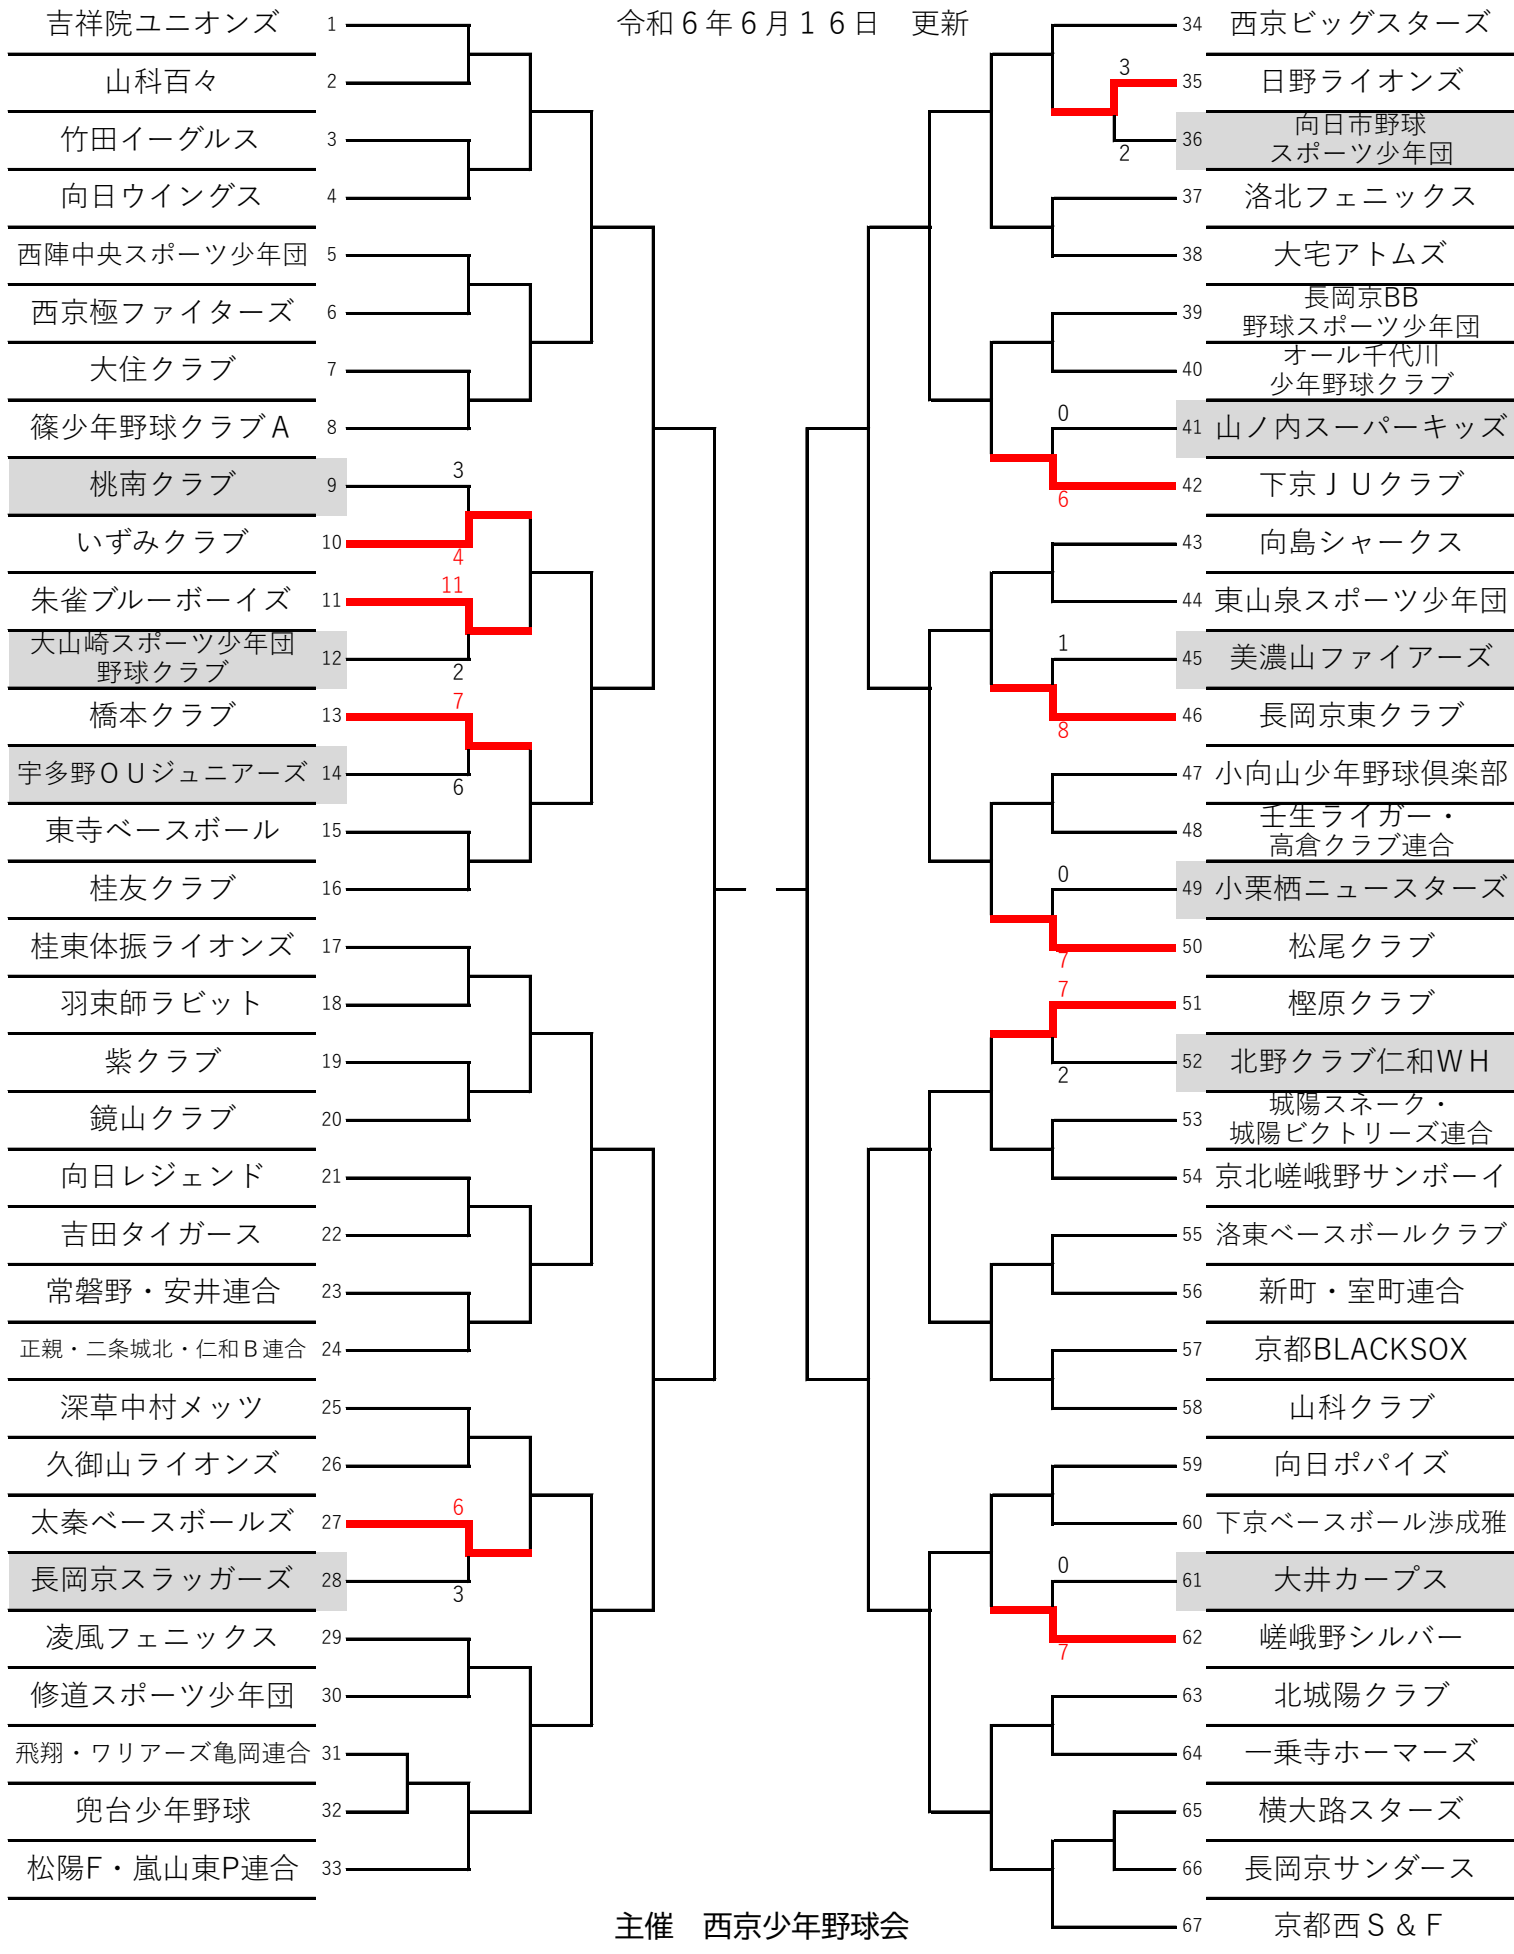 令和６年６月１６日　更新
吉祥院ユニオンズ 1
山科百々 2
竹田イーグルス 3
向日ウイングス 4
西陣中央スポーツ少年団 5
西京極ファイターズ 6
大住クラブ 7
篠少年野球クラブＡ 8
桃南クラブ 9
3
いずみクラブ 10
4
11
朱雀ブルーボーイズ 11
大山崎スポーツ少年団
野球クラブ 12
2
7
橋本クラブ 13
宇多野ＯＵジュニアーズ 14
6
東寺ベースボール 15
桂友クラブ 16
桂東体振ライオンズ 17
羽束師ラビット 18
紫クラブ 19
鏡山クラブ 20
向日レジェンド 21
吉田タイガース 22
常磐野・安井連合 23
正親・二条城北・仁和Ｂ連合 24
深草中村メッツ 25
久御山ライオンズ 26
6
太秦ベースボールズ 27
長岡京スラッガーズ 28
3
凌風フェニックス 29
修道スポーツ少年団 30
飛翔・ワリアーズ亀岡連合 31
兜台少年野球 32
松陽F・嵐山東P連合 33
34 西京ビッグスターズ
3
35 日野ライオンズ
36 向日市野球
スポーツ少年団
2
37 洛北フェニックス
38 大宅アトムズ
39 長岡京BB
野球スポーツ少年団
40 オール千代川
少年野球クラブ
0
41 山ノ内スーパーキッズ
42 下京ＪＵクラブ
6
43 向島シャークス
44 東山泉スポーツ少年団
1
45 美濃山ファイアーズ
46 長岡京東クラブ
8
47 小向山少年野球倶楽部
48 壬生ライガー・
高倉クラブ連合
0
49 小栗栖ニュースターズ
50 松尾クラブ
7
7
51 樫原クラブ
52 北野クラブ仁和ＷＨ
2
53 城陽スネーク・
城陽ビクトリーズ連合
54 京北嵯峨野サンボーイ
55 洛東ベースボールクラブ
56 新町・室町連合
57 京都BLACKSOX
58 山科クラブ
59 向日ポパイズ
60 下京ベースボール渉成雅
0
61 大井カープス
62 嵯峨野シルバー
7
63 北城陽クラブ
64 一乗寺ホーマーズ
65 横大路スターズ
66 長岡京サンダース
67 京都西Ｓ＆Ｆ
主催　西京少年野球会